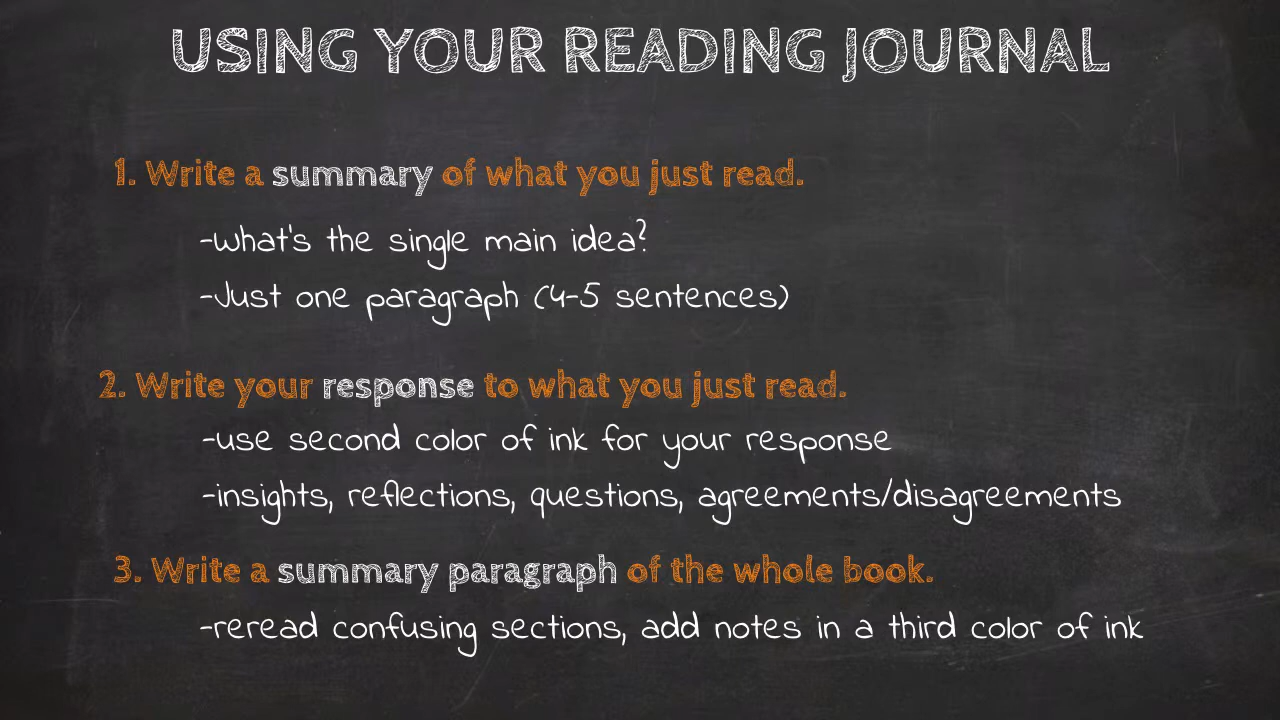 USING YOUR READING JOURNAL
1. Write a summary of what you just read.
-what's the single main idea?
-Just one paragraph (4-5 sentences)
2. Write your response to what you just read.
-use second color of ink for your response
-insights, reflections, questions, agreements/disagreements
3. Write a summary paragraph of the whole book.
-reread confusing sections, add notes in a third color of ink